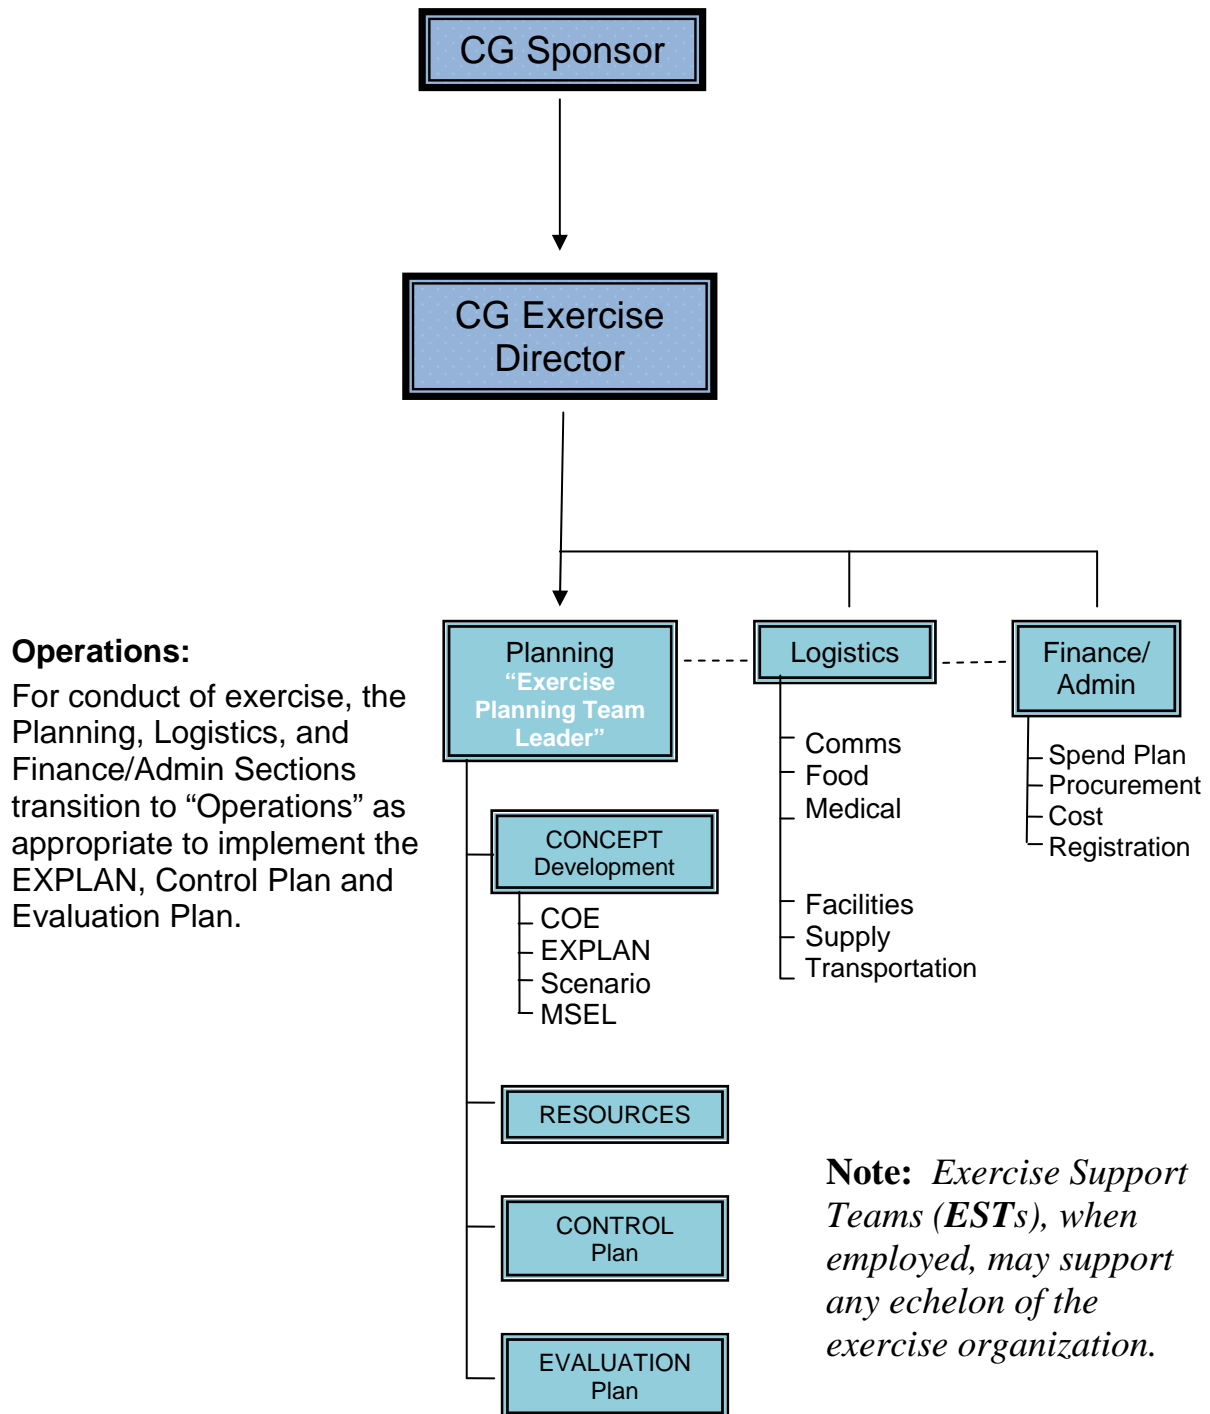 CG Sponsor
CG Exercise
Director
Operations:
For conduct of exercise, the
Planning, Logistics, and
Finance/Admin Sections
transition to “Operations” as
appropriate to implement the
EXPLAN, Control Plan and
Evaluation Plan.
Planning
“Exercise
Planning Team
Leader”
Logistics
Finance/
Admin
CONCEPT
Development
COE
EXPLAN
Scenario
MSEL
RESOURCES
CONTROL
Plan
EVALUATION
Plan
Comms
Food
Medical
Facilities
Supply
Transportation
Spend Plan
Procurement
Cost
Registration
Note: Exercise Support
Teams (ESTs), when
employed, may support
any echelon of the
exercise organization.